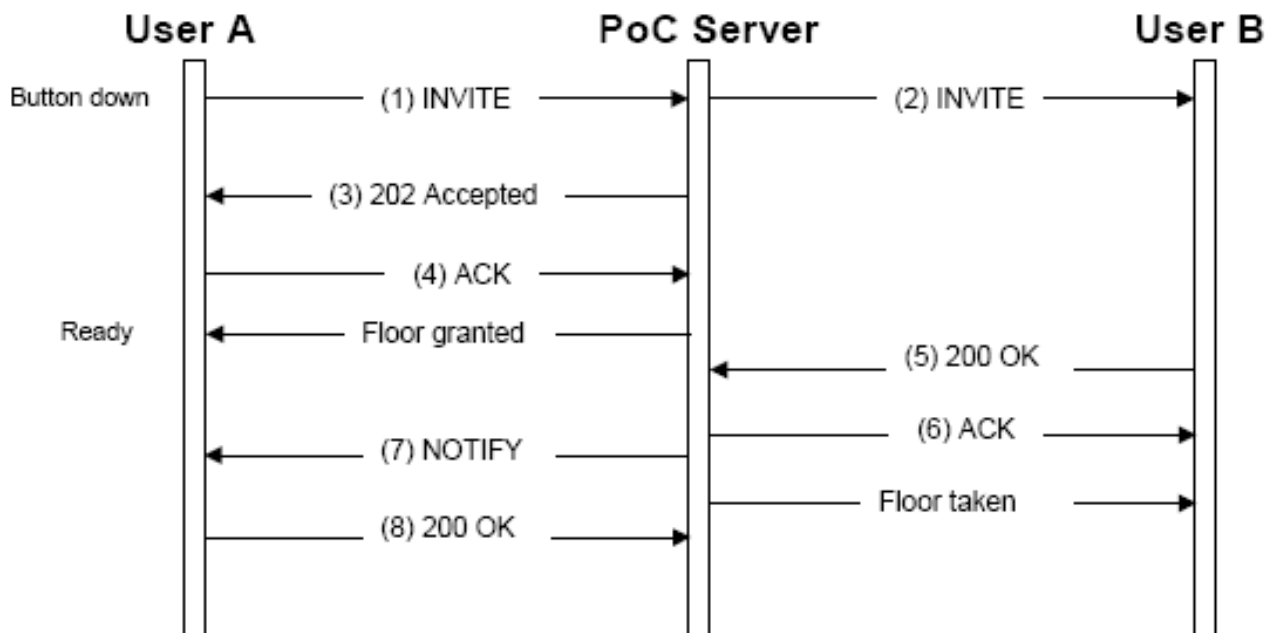 User A PoC Server User B
Button down (1) INVITE (2) INVITE
(3) 202 Accepted
(4) ACK
Ready Floor granted
(5) 200 OK
(6) ACK
(7) NOTIFY
Floor taken
(8) 200 OK